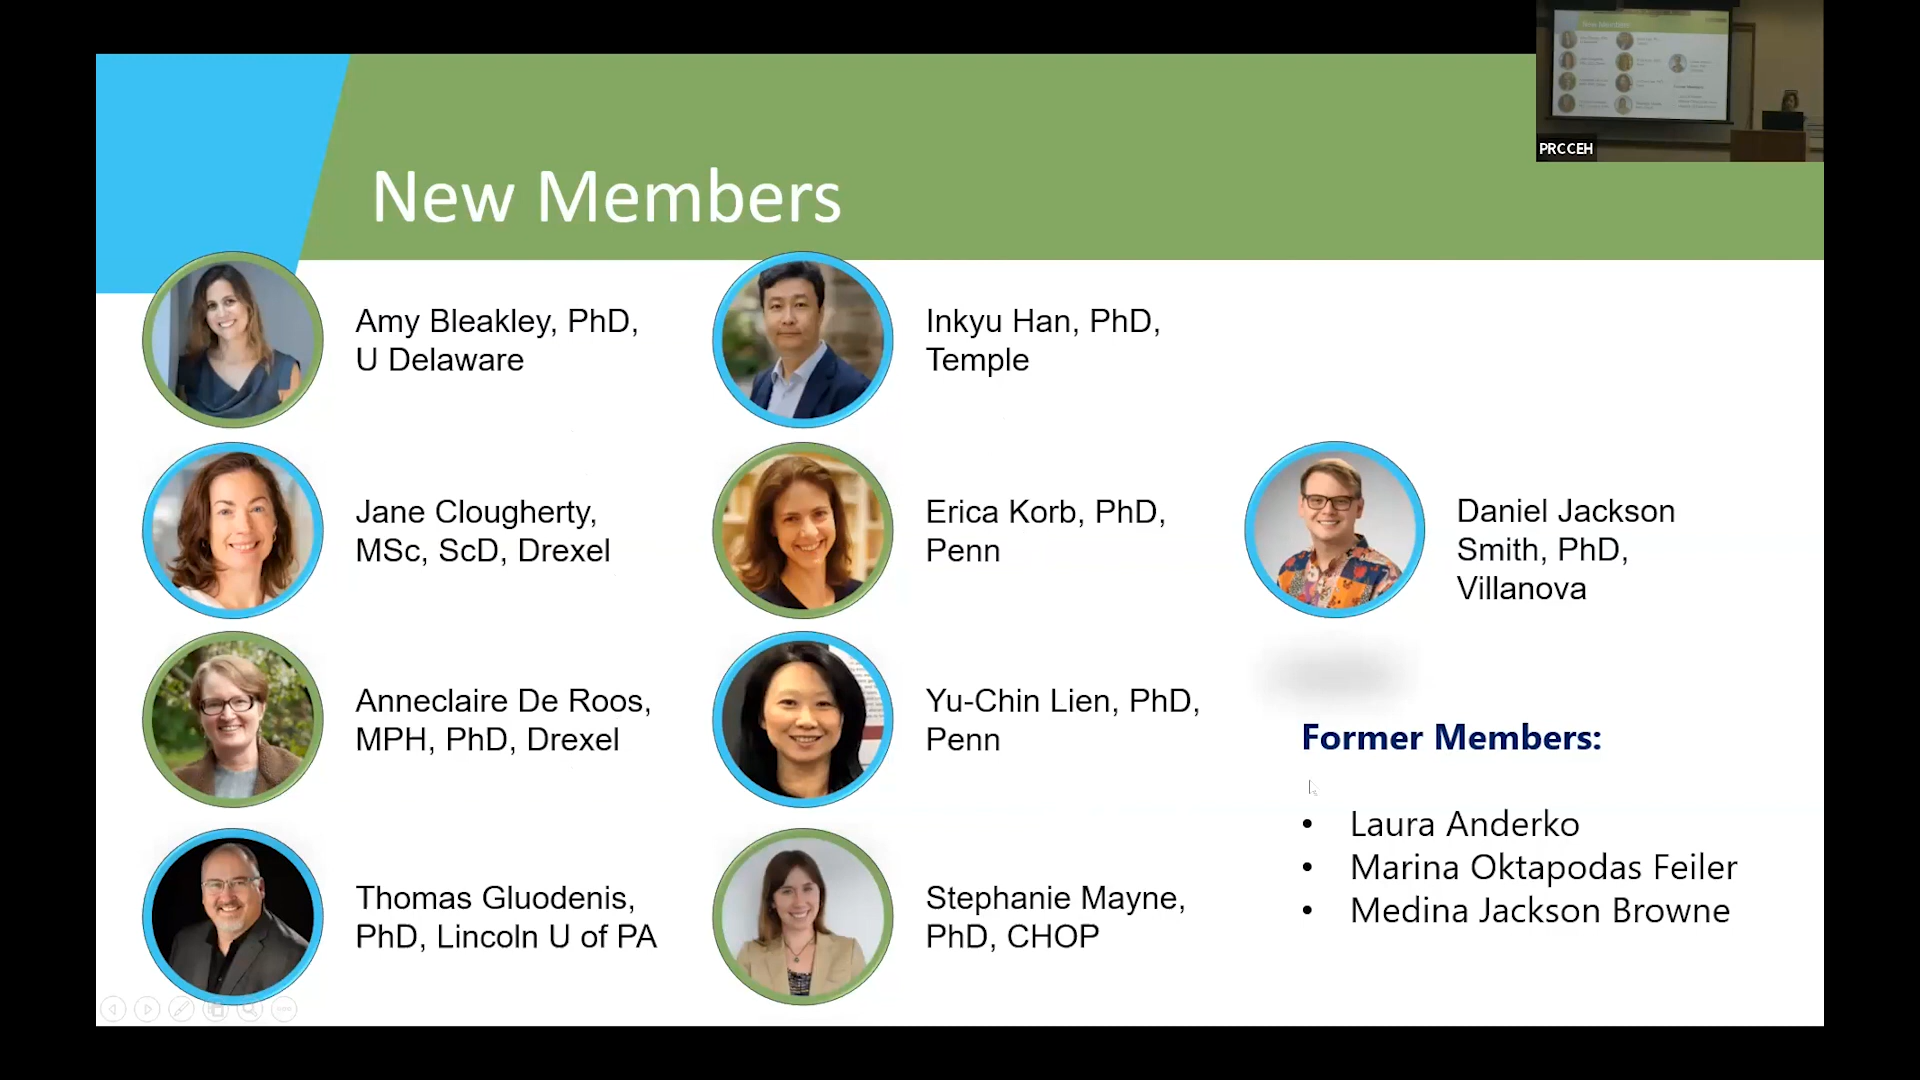 New Members
PRCCEH
Amy Bleakley, PhD,
U Delaware
Inkyu Han, PhD,
Temple
Jane Clougherty,
MSc, ScD, Drexel
Erica Korb, PhD,
Penn
Daniel Jackson
Smith, PhD,
Villanova
Anneclaire De Roos,
MPH, PhD, Drexel
Yu-Chin Lien, PhD,
Penn
Thomas Gluodenis,
PhD, Lincoln U of PA
Stephanie Mayne,
PhD, CHOP
Former Members:
• Laura Anderko
• Marina Oktapodas Feiler
• Medina Jackson Browne